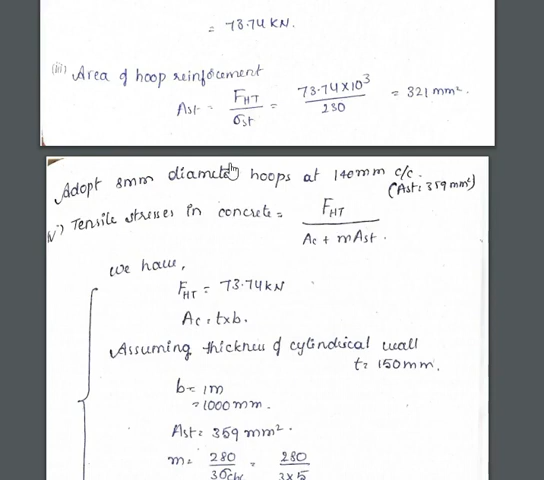 = 73.74 KN.
(iii) Area of hoop reinforcement
Ast = FHT / σst = 73.74 x 10³ / 230 = 321 mm².
Adopt 8mm diameter hoops at 140mm c/c.
(Ast = 359 mm²)
iv) Tensile stresses in concrete = FHT / Ac + mAst.
we have,
FHT = 73.74 KN
Ac = t x b.
Assuming thickness of cylindrical wall
t = 150mm.
b = 1m
= 1000mm.
Ast = 359 mm².
m = 280 / 3σcbc = 280 / 3 x 5